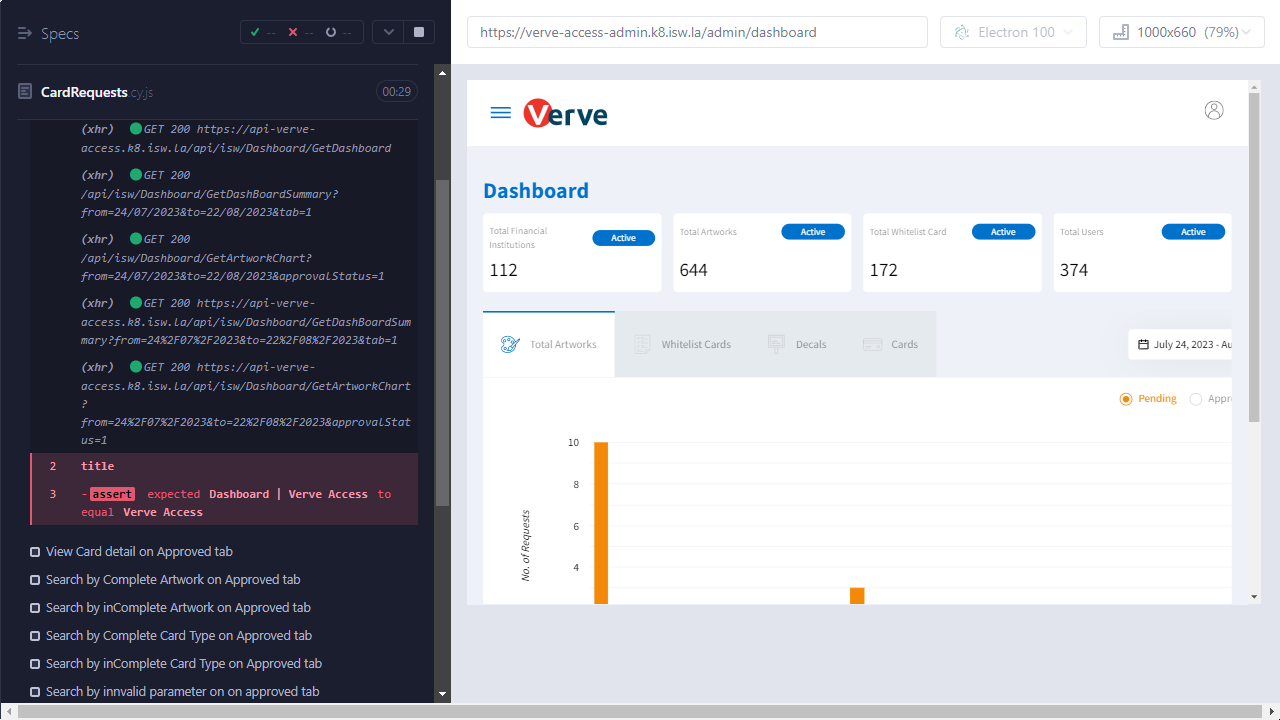 Specs
--
--
--
CardRequests.cy.js
00:29
(xhr) GET 200 https://api-verve-
access.k8.isw.la/api/isw/Dashboard/GetDashboard
(xhr) GET 200
/api/isw/Dashboard/GetDashBoardSummary?
from=24/07/2023&to=22/08/2023&tab=1
(xhr) GET 200
/api/isw/Dashboard/GetArtworkChart?
from=24/07/2023&to=22/08/2023&approvalStatus=1
(xhr) GET 200 https://api-verve-
access.k8.isw.la/api/isw/Dashboard/GetDashBoardSum
mary?from=24%2F07%2F2023&to=22%2F08%2F2023&tab=1
(xhr) GET 200 https://api-verve-
access.k8.isw.la/api/isw/Dashboard/GetArtworkChart
?
from=24%2F07%2F2023&to=22%2F08%2F2023&approvalStat
us=1
2 title
3 -assert expected Dashboard | Verve Access to
equal Verve Access
View Card detail on Approved tab
Search by Complete Artwork on Approved tab
Search by inComplete Artwork on Approved tab
Search by Complete Card Type on Approved tab
Search by inComplete Card Type on Approved tab
Search by innvalid parameter on on approved tab
https://verve-access-admin.k8.isw.la/admin/dashboard
Electron 100
1000x660 (79%)
Verve
Dashboard
Total Financial
Institutions
Active
112
Total Artworks
Active
644
Total Whitelist Card
Active
172
Total Users
Active
374
Total Artworks
Whitelist Cards
Decals
Cards
July 24, 2023 - Au
Pending
Appro
10
8
6
4
No. of Requests